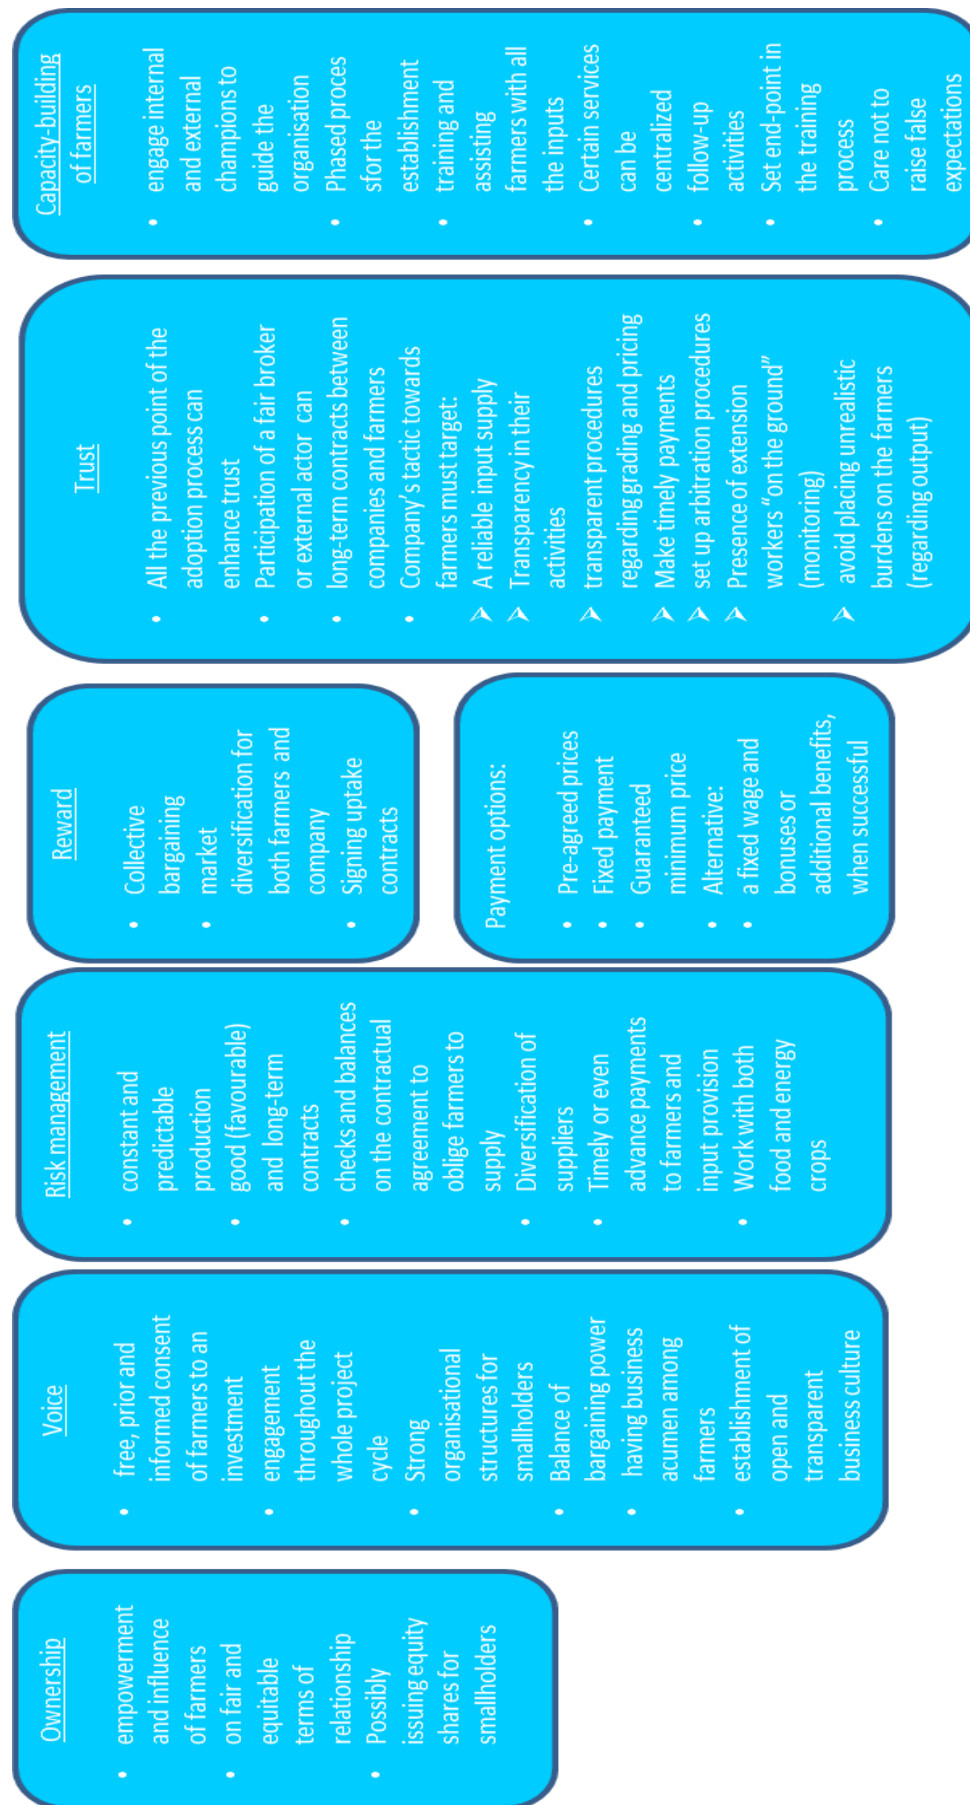 Ownership
• empowerment
and influence
of farmers
• on fair and
equitable
terms of
relationship
• Possibly
issuing equity
shares for
smallholders
Voice
• free, prior and
informed consent
of farmers to an
investment
• engagement
throughout the
whole project
cycle
• Strong
organisational
structures for
smallholders
• Balance of
bargaining power
• having business
acumen among
farmers
• establishment of
open and
transparent
business culture
Risk management
• constant and
predictable
production
• good (favourable)
and long-term
contracts
• checks and balances
on the contractual
agreement to
oblige farmers to
supply
• Diversification of
suppliers
• Timely or even
advance payments
to farmers and
input provision
• Work with both
food and energy
crops
Reward
• Collective
bargaining
• market
diversification for
both farmers and
company
• Signing uptake
contracts
Payment options:
• Pre-agreed prices
• Fixed payment
• Guaranteed
minimum price
• Alternative:
• a fixed wage and
bonuses or
additional benefits,
when successful
Trust
• All the previous point of the
adoption process can
enhance trust
• Participation of a fair broker
or external actor can
• long-term contracts between
companies and farmers
• Company's tactic towards
farmers must target:
➢ A reliable input supply
➢ Transparency in their
activities
➢ transparent procedures
regarding grading and pricing
➢ Make timely payments
➢ set up arbitration procedures
➢ Presence of extension
workers "on the ground"
(monitoring)
➢ avoid placing unrealistic
burdens on the farmers
(regarding output)
Capacity-building
of farmers
• engage internal
and external
champions to
guide the
organisation
• Phased proces
sfor the
establishment
• training and
assisting
farmers with all
the inputs
• Certain services
can be
centralized
• follow-up
activities
• Set end-point in
the training
process
• Care not to
raise false
expectations